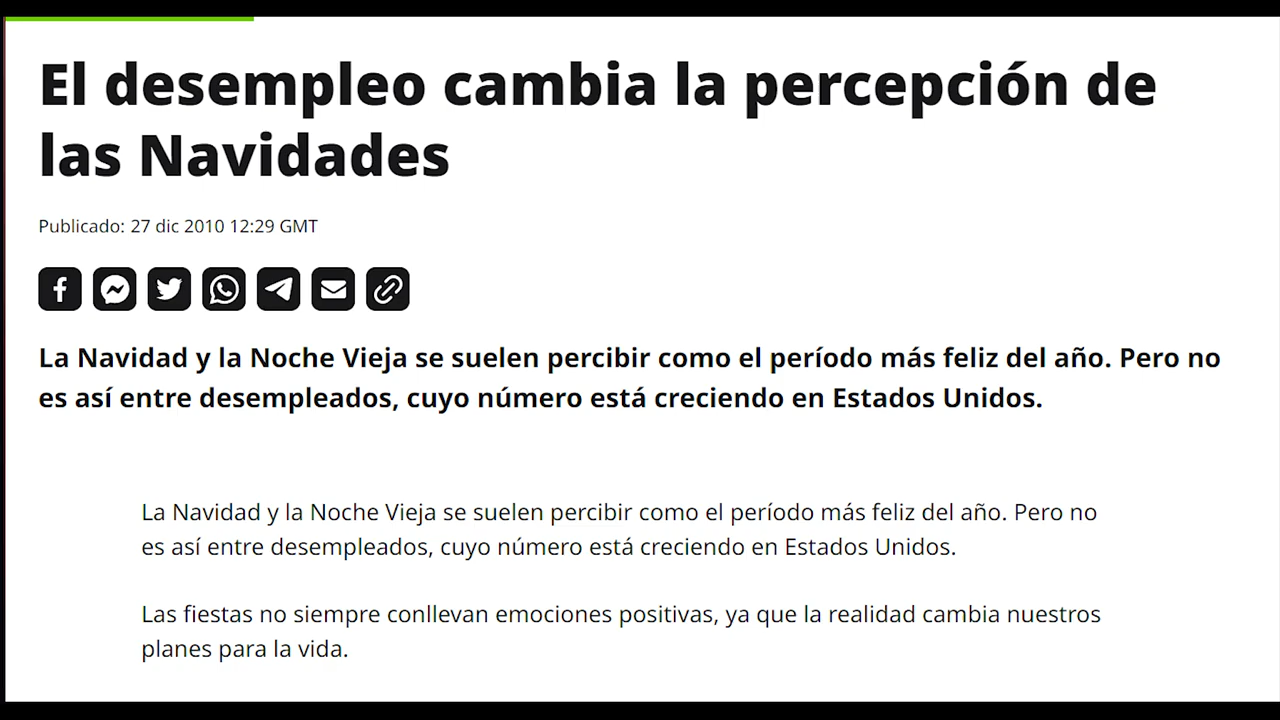 El desempleo cambia la percepción de
las Navidades
Publicado: 27 dic 2010 12:29 GMT
La Navidad y la Noche Vieja se suelen percibir como el período más feliz del año. Pero no
es así entre desempleados, cuyo número está creciendo en Estados Unidos.
La Navidad y la Noche Vieja se suelen percibir como el período más feliz del año. Pero no
es así entre desempleados, cuyo número está creciendo en Estados Unidos.
Las fiestas no siempre conllevan emociones positivas, ya que la realidad cambia nuestros
planes para la vida.